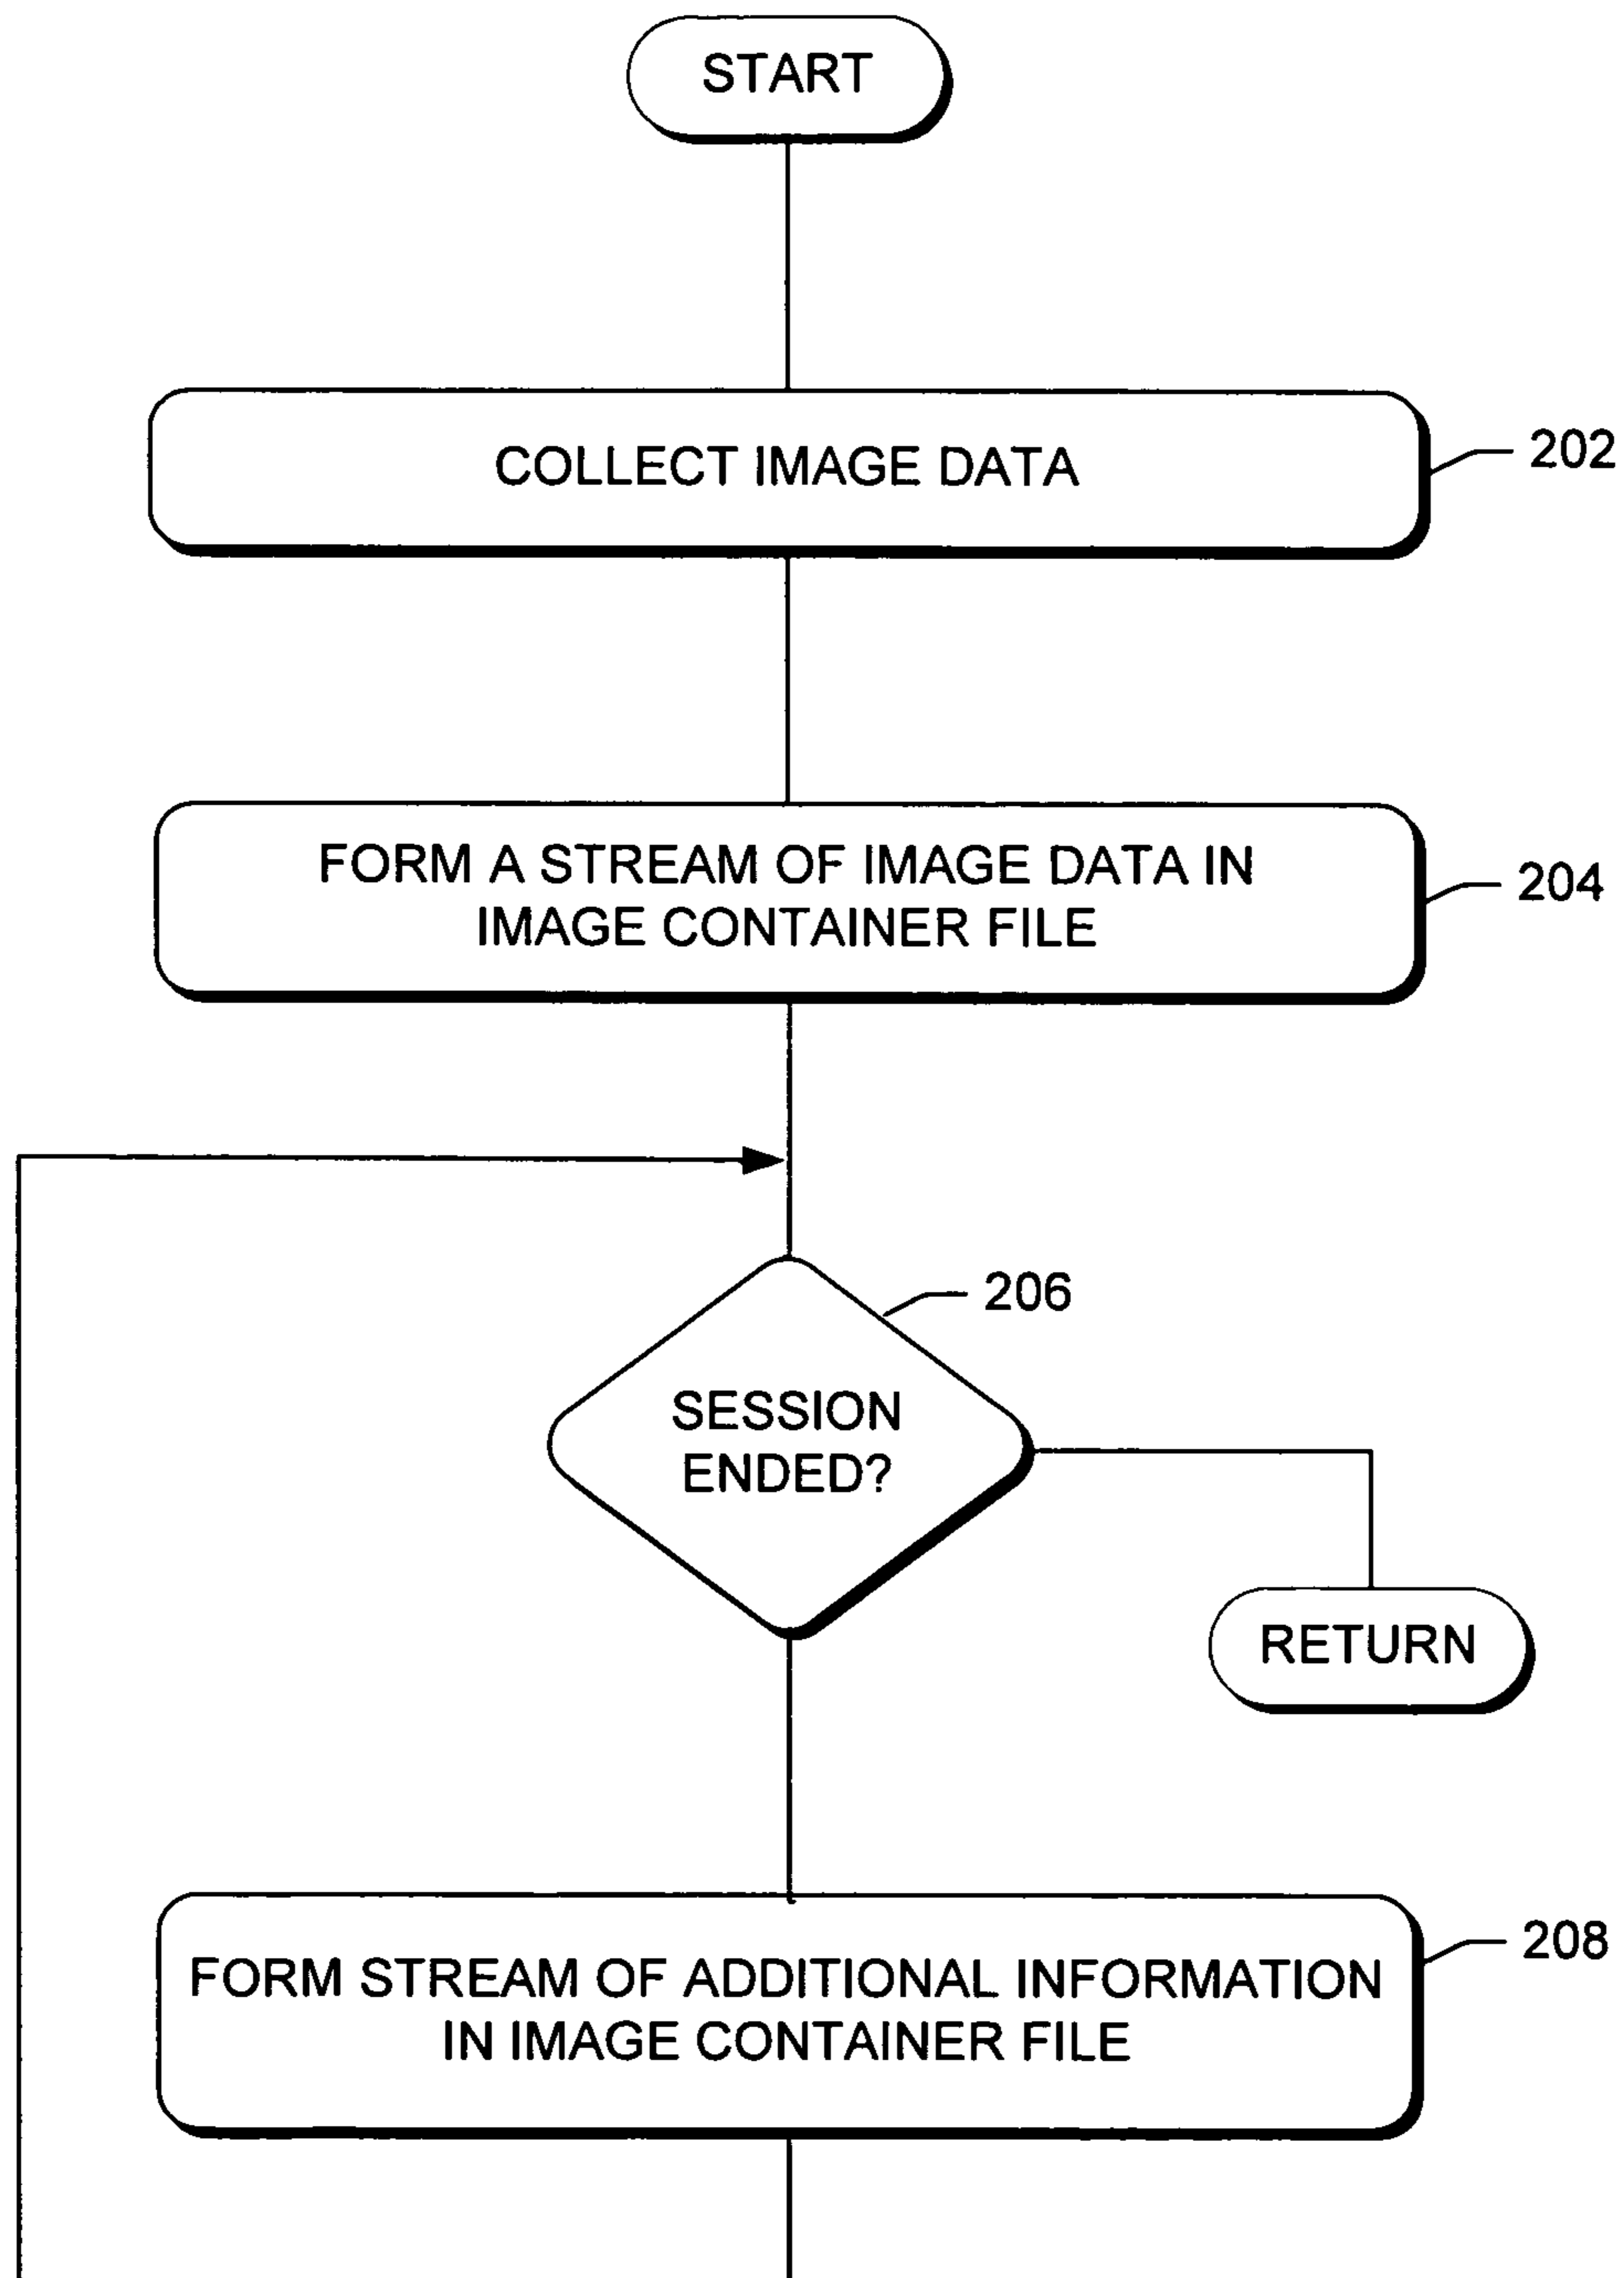 START
COLLECT IMAGE DATA
202
FORM A STREAM OF IMAGE DATA IN
IMAGE CONTAINER FILE
204
206
SESSION
ENDED?
RETURN
208
FORM STREAM OF ADDITIONAL INFORMATION
IN IMAGE CONTAINER FILE